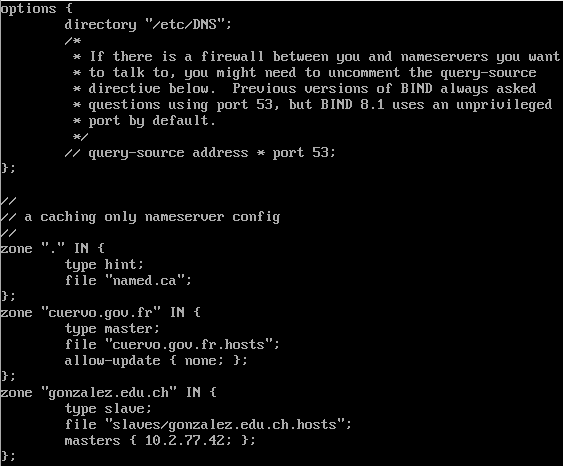 options {
        directory "/etc/DNS";
        /*
         * If there is a firewall between you and nameservers you want
         * to talk to, you might need to uncomment the query-source
         * directive below.  Previous versions of BIND always asked
         * questions using port 53, but BIND 8.1 uses an unprivileged
         * port by default.
         */
        // query-source address * port 53;
};

//
// a caching only nameserver config
//
zone "." IN {
        type hint;
        file "named.ca";
};
zone "cuervo.gov.fr" IN {
        type master;
        file "cuervo.gov.fr.hosts";
        allow-update { none; };
};
zone "gonzalez.edu.ch" IN {
        type slave;
        file "slaves/gonzalez.edu.ch.hosts";
        masters { 10.2.77.42; };
};